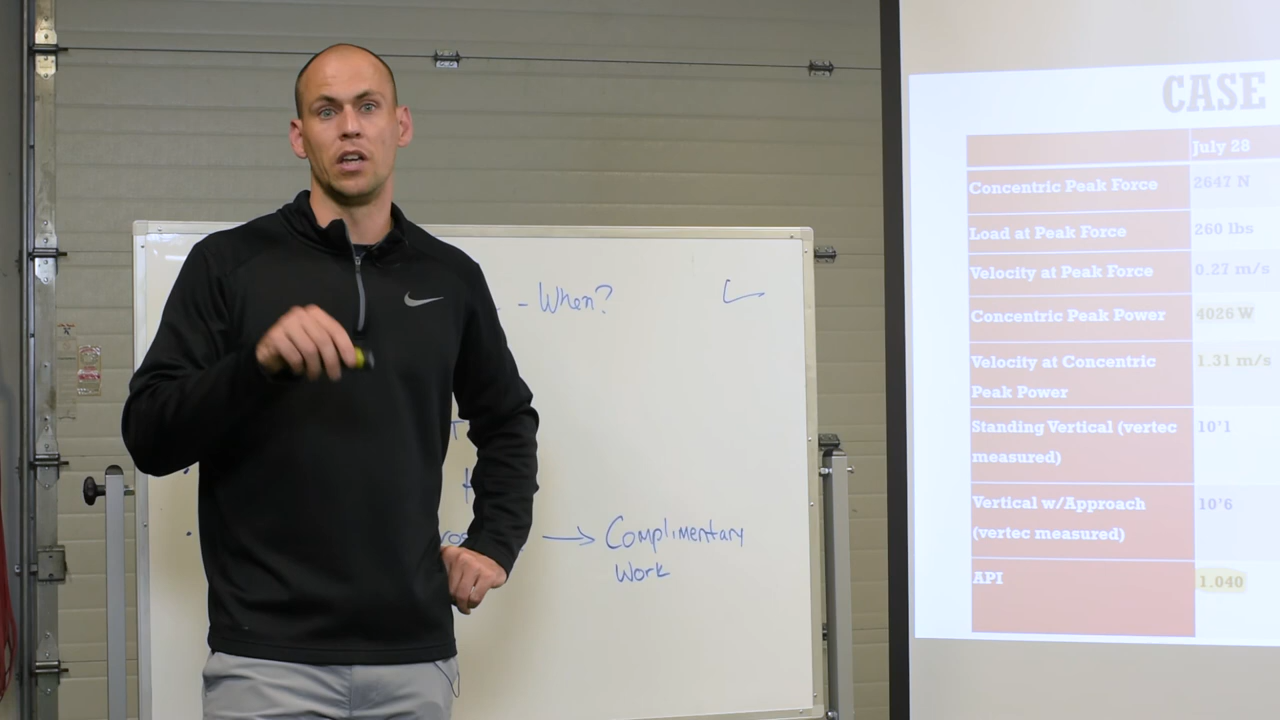 - When?
→ Complimentary
Work
CASE
July 28
Concentric Peak Force 2647 N
Load at Peak Force 260 lbs
Velocity at Peak Force 0.27 m/s
Concentric Peak Power 4026 W
Velocity at Concentric 1.31 m/s
Peak Power
Standing Vertical (vertec 10'1
measured)
Vertical w/Approach 10'6
(vertec measured)
API 1.040